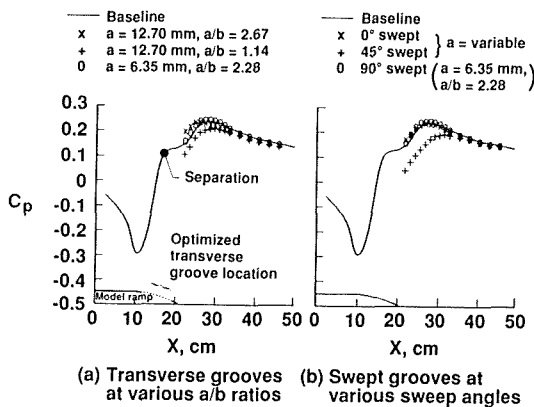 Baseline
x a = 12.70 mm, a/b = 2.67
+ a = 12.70 mm, a/b = 1.14
0 a = 6.35 mm, a/b = 2.28
0.3
0.2
0.1
0
-0.1
-0.2
-0.3
-0.4
-0.5
Cp
Separation
Optimized
transverse
groove location
Model ramp
0 10 20 30 40 50
X, cm
(a) Transverse grooves
at various a/b ratios
Baseline
x 0° swept
+ 45° swept
} a = variable
0 90° swept (a = 6.35 mm,
a/b = 2.28)
0 10 20 30 40 50
X, cm
(b) Swept grooves at
various sweep angles